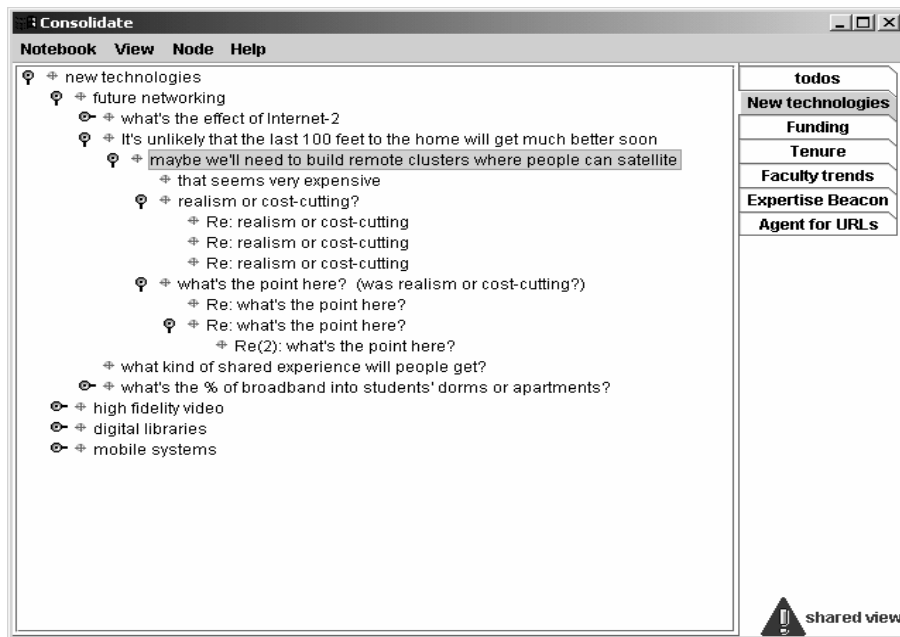 Consolidate
Notebook View Node Help
new technologies
future networking
what's the effect of Internet-2
It's unlikely that the last 100 feet to the home will get much better soon
maybe we'll need to build remote clusters where people can satellite
that seems very expensive
realism or cost-cutting?
Re: realism or cost-cutting
Re: realism or cost-cutting
Re: realism or cost-cutting
what's the point here? (was realism or cost-cutting?)
Re: what's the point here?
Re: what's the point here?
Re(2): what's the point here?
what kind of shared experience will people get?
what's the % of broadband into students' dorms or apartments?
high fidelity video
digital libraries
mobile systems
todos
New technologies
Funding
Tenure
Faculty trends
Expertise Beacon
Agent for URLs
shared view